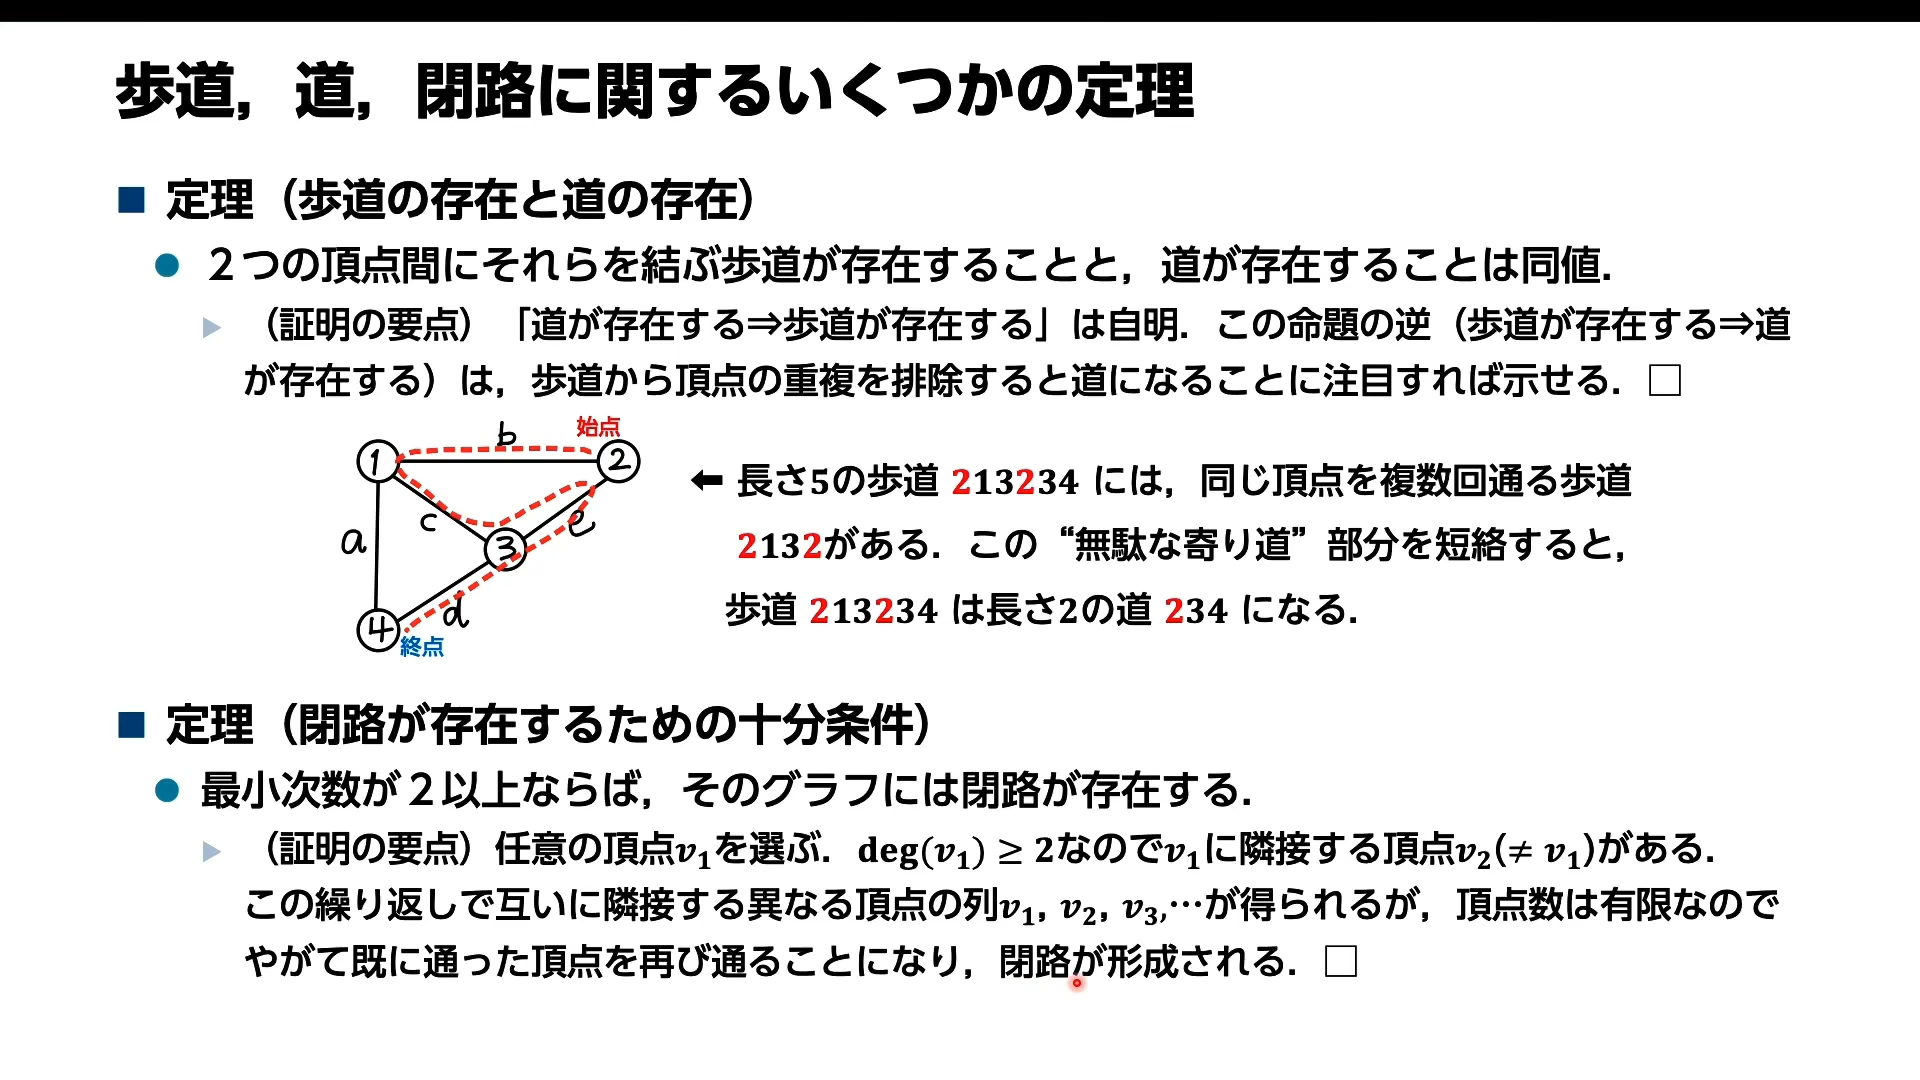 歩道，道，閉路に関するいくつかの定理
定理（歩道の存在と道の存在）
２つの頂点間にそれらを結ぶ歩道が存在することと，道が存在することは同値．
（証明の要点）「道が存在する⇒歩道が存在する」は自明．この命題の逆（歩道が存在する⇒道
が存在する）は，歩道から頂点の重複を排除すると道になることに注目すれば示せる．□
b
始点
1
2
c
e
a
3
d
4
終点
⬅ 長さ5の歩道 213234 には，同じ頂点を複数回通る歩道
2132がある．この“無駄な寄り道”部分を短絡すると，
歩道 213234 は長さ2の道 234 になる．
定理（閉路が存在するための十分条件）
最小次数が２以上ならば，そのグラフには閉路が存在する．
（証明の要点）任意の頂点v₁を選ぶ．deg(v₁) ≥ 2なのでv₁に隣接する頂点v₂(≠ v₁)がある．
この繰り返しで互いに隣接する異なる頂点の列v₁, v₂, v₃,⋯が得られるが，頂点数は有限なので
やがて既に通った頂点を再び通ることになり，閉路が形成される．□